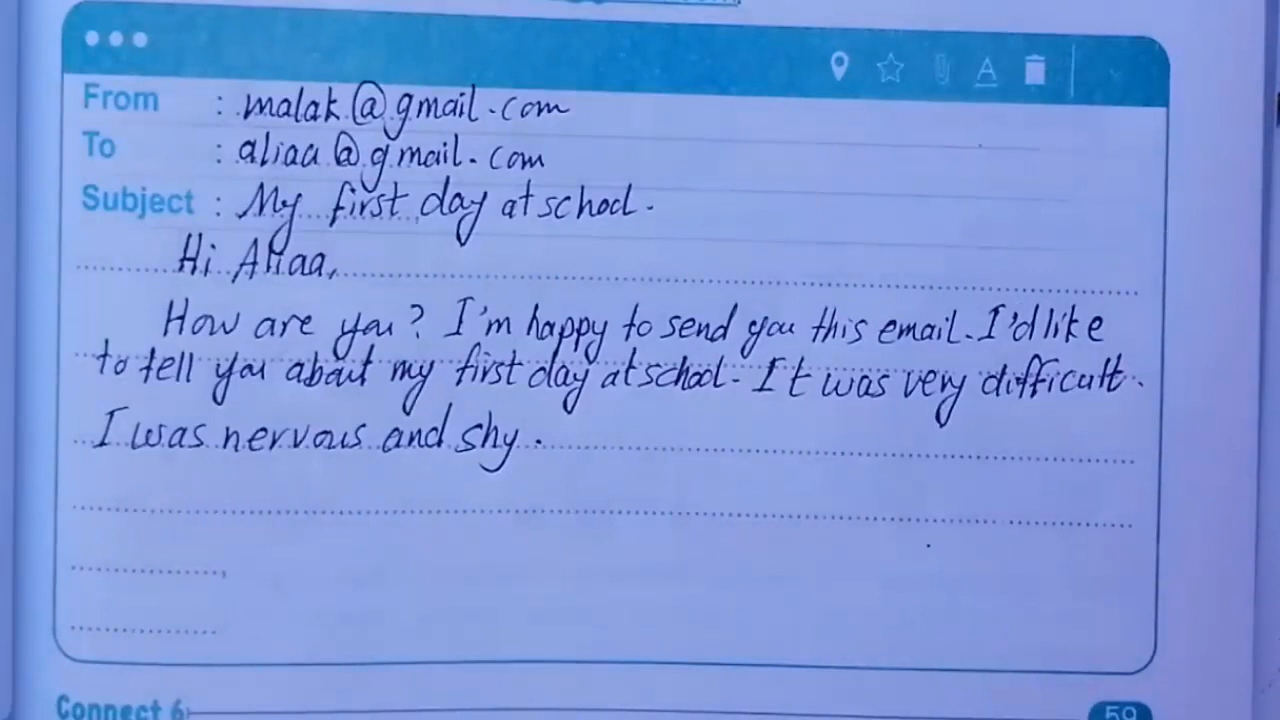 From : malak@gmail.com
To : aliaa@gmail.com
Subject : My first day at school.
Hi Aliaa,
How are you? I'm happy to send you this email. I'd like
to tell you about my first day at school. It was very difficult.
I was nervous and shy.
Connect 6
59